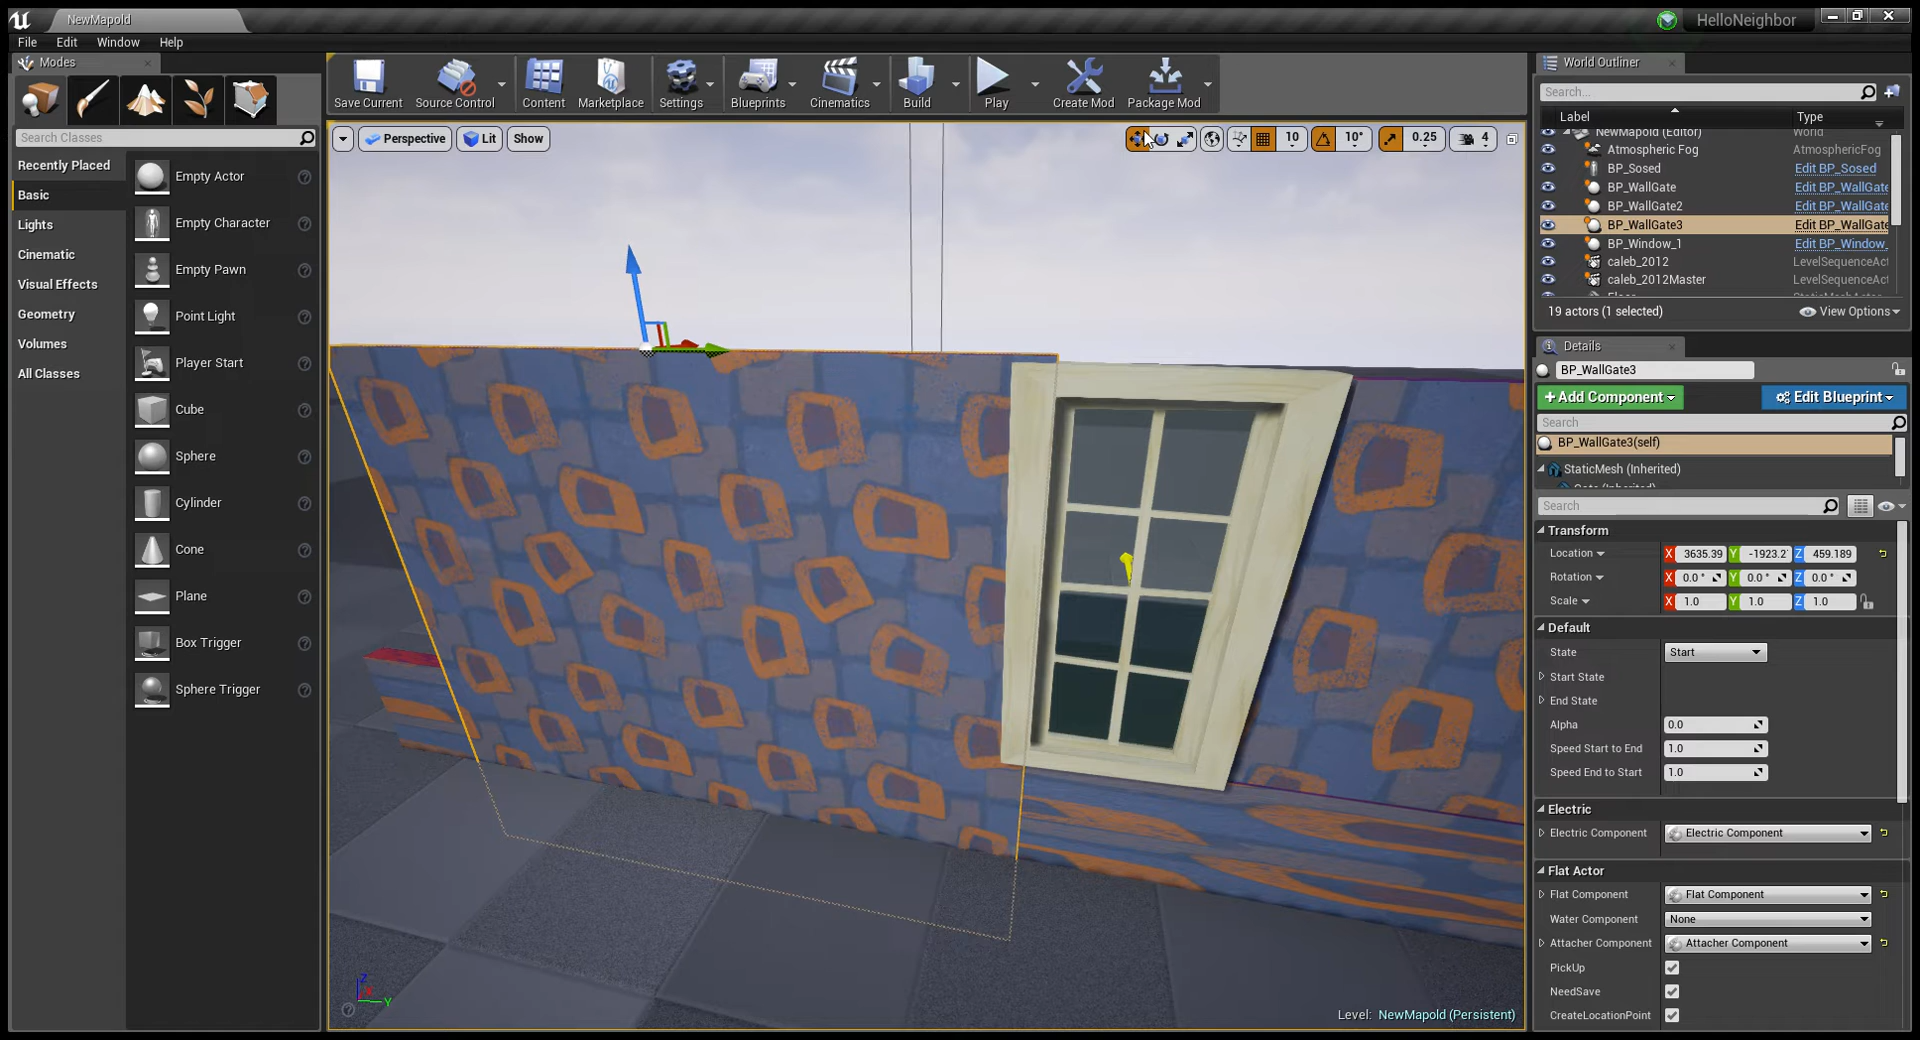 NewMapold
HelloNeighbor
File Edit Window Help
Modes
Search Classes
Recently Placed
Basic
Lights
Cinematic
Visual Effects
Geometry
Volumes
All Classes
Empty Actor
Empty Character
Empty Pawn
Point Light
Player Start
Cube
Sphere
Cylinder
Cone
Plane
Box Trigger
Sphere Trigger
Save Current Source Control Content Marketplace Settings Blueprints Cinematics Build Play Create Mod Package Mod
Perspective Lit Show
10 10° 0.25 4
Level: NewMapold (Persistent)
World Outliner
Search...
Label Type
NewMapold (Editor) World
Atmospheric Fog AtmosphericFog
BP_Sosed Edit BP_Sosed
BP_WallGate Edit BP_WallGate
BP_WallGate2 Edit BP_WallGate
BP_WallGate3 Edit BP_WallGate
BP_Window_1 Edit BP_Window_
caleb_2012 LevelSequenceAct
caleb_2012Master LevelSequenceAct
19 actors (1 selected) View Options
Details
BP_WallGate3
+Add Component Edit Blueprint
Search
BP_WallGate3(self)
StaticMesh (Inherited)
Search
Transform
Location X 3635.39 Y -1923.2 Z 459.189
Rotation X 0.0 ° Y 0.0 ° Z 0.0 °
Scale X 1.0 Y 1.0 Z 1.0
Default
State Start
Start State
End State
Alpha 0.0
Speed Start to End 1.0
Speed End to Start 1.0
Electric
Electric Component Electric Component
Flat Actor
Flat Component Flat Component
Water Component None
Attacher Component Attacher Component
PickUp
NeedSave
CreateLocationPoint
Z
X
Y